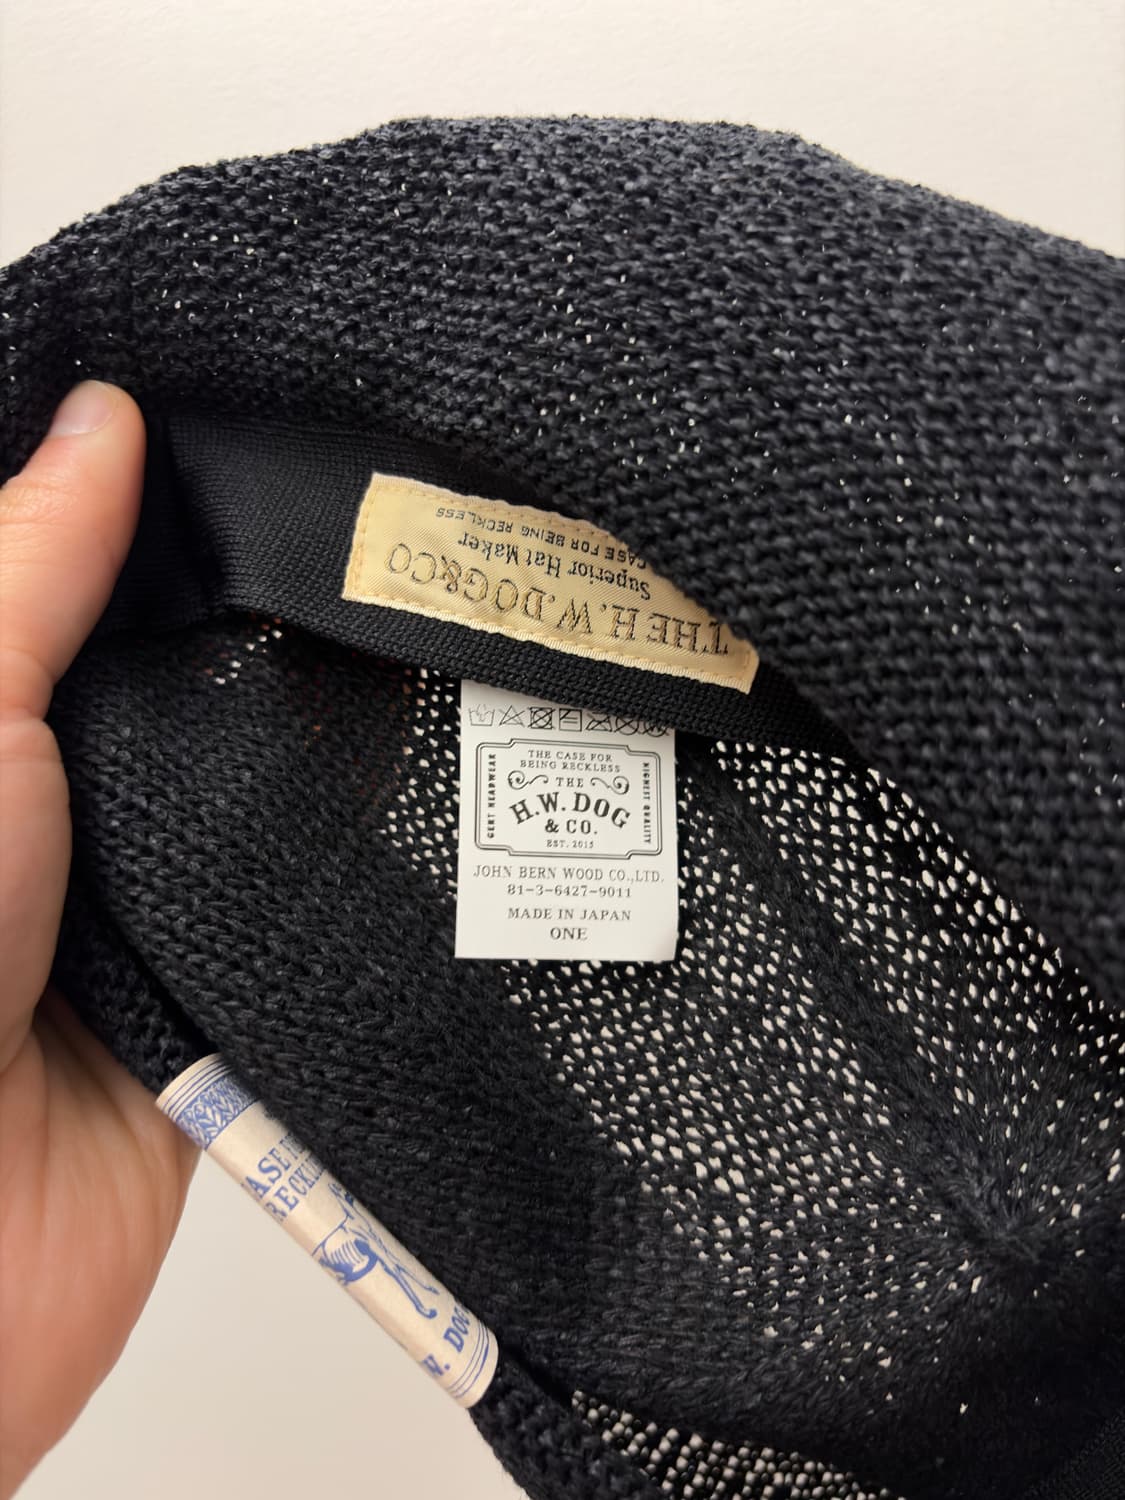 THE H.W.DOG&CO
Superior Hat Maker
CASE FOR BEING RECKLESS
THE CASE FOR
BEING RECKLESS
THE
H.W. DOG
& CO.
EST. 2015
GENT HEADWEAR
HIGHEST QUALITY
JOHN BERN WOOD CO.,LTD.
81-3-6427-9011
MADE IN JAPAN
ONE